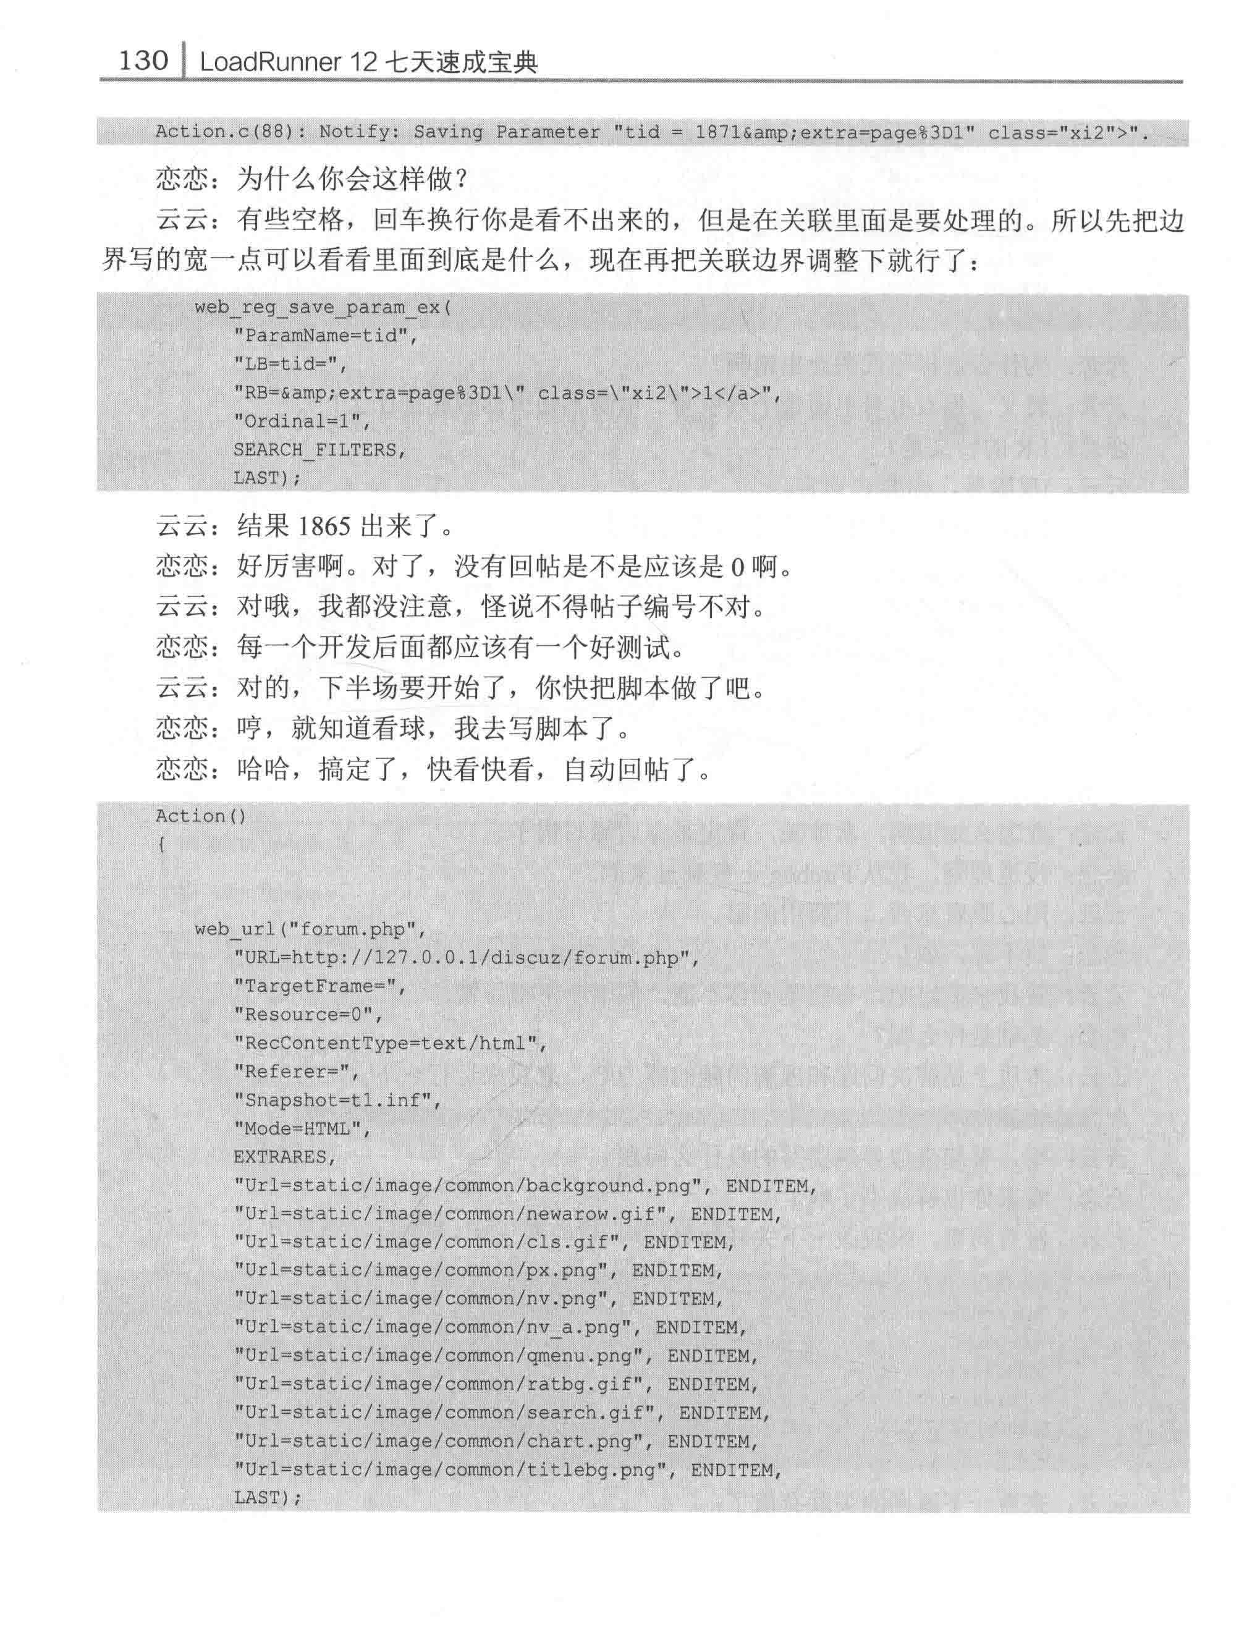 130 LoadRunner 12 七天速成宝典
Action.c(88): Notify: Saving Parameter "tid = 1871&amp;extra=page%3D1" class="xi2">".
恋恋：为什么你会这样做？
云云：有些空格，回车换行你是看不出来的，但是在关联里面是要处理的。所以先把边
界写的宽一点可以看看里面到底是什么，现在再把关联边界调整下就行了：
web_reg_save_param_ex(
"ParamName=tid",
"LB=tid=",
"RB=&amp;extra=page%3D1\" class=\"xi2\">1</a>",
"Ordinal=1",
SEARCH_FILTERS,
LAST);
云云：结果 1865 出来了。
恋恋：好厉害啊。对了，没有回帖是不是应该是 0 啊。
云云：对哦，我都没注意，怪说不得帖子编号不对。
恋恋：每一个开发后面都应该有一个好测试。
云云：对的，下半场要开始了，你快把脚本做了吧。
恋恋：哼，就知道看球，我去写脚本了。
恋恋：哈哈，搞定了，快看快看，自动回帖了。
Action()
{
web_url("forum.php",
"URL=http://127.0.0.1/discuz/forum.php",
"TargetFrame=",
"Resource=0",
"RecContentType=text/html",
"Referer=",
"Snapshot=t1.inf",
"Mode=HTML",
EXTRARES,
"Url=static/image/common/background.png", ENDITEM,
"Url=static/image/common/newarow.gif", ENDITEM,
"Url=static/image/common/cls.gif", ENDITEM,
"Url=static/image/common/px.png", ENDITEM,
"Url=static/image/common/nv.png", ENDITEM,
"Url=static/image/common/nv_a.png", ENDITEM,
"Url=static/image/common/qmenu.png", ENDITEM,
"Url=static/image/common/ratbg.gif", ENDITEM,
"Url=static/image/common/search.gif", ENDITEM,
"Url=static/image/common/chart.png", ENDITEM,
"Url=static/image/common/titlebg.png", ENDITEM,
LAST);